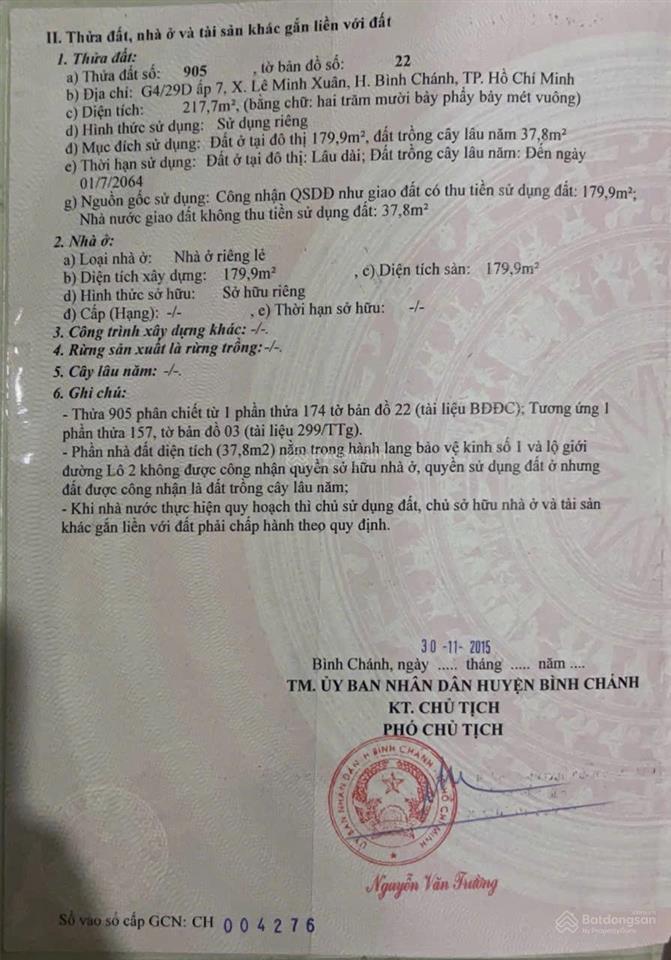 II. Thửa đất, nhà ở và tài sản khác gắn liền với đất
1. Thửa đất:
a) Thửa đất số: 905 , tờ bản đồ số: 22
b) Địa chỉ: G4/29D ấp 7, X. Lê Minh Xuân, H. Bình Chánh, TP. Hồ Chí Minh
c) Diện tích: 217,7m², (bằng chữ: hai trăm mười bảy phẩy bảy mét vuông)
d) Hình thức sử dụng: Sử dụng riêng
đ) Mục đích sử dụng: Đất ở tại đô thị 179,9m², đất trồng cây lâu năm 37,8m²
e) Thời hạn sử dụng: Đất ở tại đô thị: Lâu dài; Đất trồng cây lâu năm: Đến ngày
01/7/2064
g) Nguồn gốc sử dụng: Công nhận QSDĐ như giao đất có thu tiền sử dụng đất: 179,9m²;
Nhà nước giao đất không thu tiền sử dụng đất: 37,8m²
2. Nhà ở:
a) Loại nhà ở: Nhà ở riêng lẻ
b) Diện tích xây dựng: 179,9m² , c) Diện tích sàn: 179,9m²
d) Hình thức sở hữu: Sở hữu riêng
đ) Cấp (Hạng): -/- , e) Thời hạn sở hữu: -/-
3. Công trình xây dựng khác: -/-.
4. Rừng sản xuất là rừng trồng: -/-.
5. Cây lâu năm: -/-.
6. Ghi chú:
- Thửa 905 phân chiết từ 1 phần thửa 174 tờ bản đồ 22 (tài liệu BĐĐC); Tương ứng 1
phần thửa 157, tờ bản đồ 03 (tài liệu 299/TTg).
- Phần nhà đất diện tích (37,8m2) nằm trong hành lang bảo vệ kinh số 1 và lộ giới
đường Lô 2 không được công nhận quyền sở hữu nhà ở, quyền sử dụng đất ở nhưng
đất được công nhận là đất trồng cây lâu năm;
- Khi nhà nước thực hiện quy hoạch thì chủ sử dụng đất, chủ sở hữu nhà ở và tài sản
khác gắn liền với đất phải chấp hành theo quy định.
30-11-2015
Bình Chánh, ngày ..... tháng ..... năm ....
TM. ỦY BAN NHÂN DÂN HUYỆN BÌNH CHÁNH
KT. CHỦ TỊCH
PHÓ CHỦ TỊCH
ỦY BAN NHÂN DÂN H BÌNH CHÁNH
Nguyễn Văn Trường
Số vào sổ cấp GCN: CH 004276
Batdongsan
by PropertyGuru